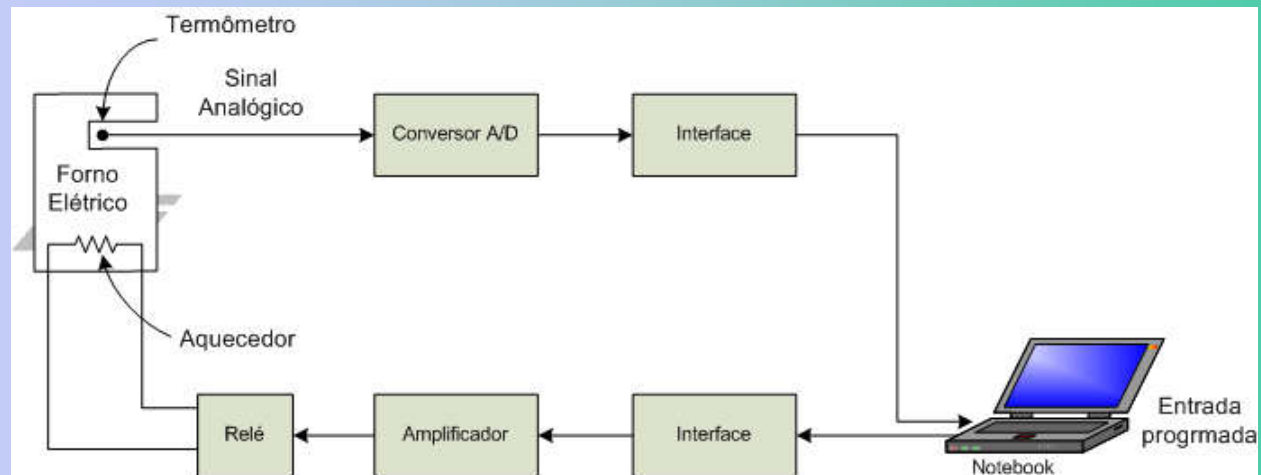 Termômetro
Sinal
Analógico
Conversor A/D
Interface
Forno
Elétrico
Aquecedor
Relé
Amplificador
Interface
Entrada
progrmada
Notebook